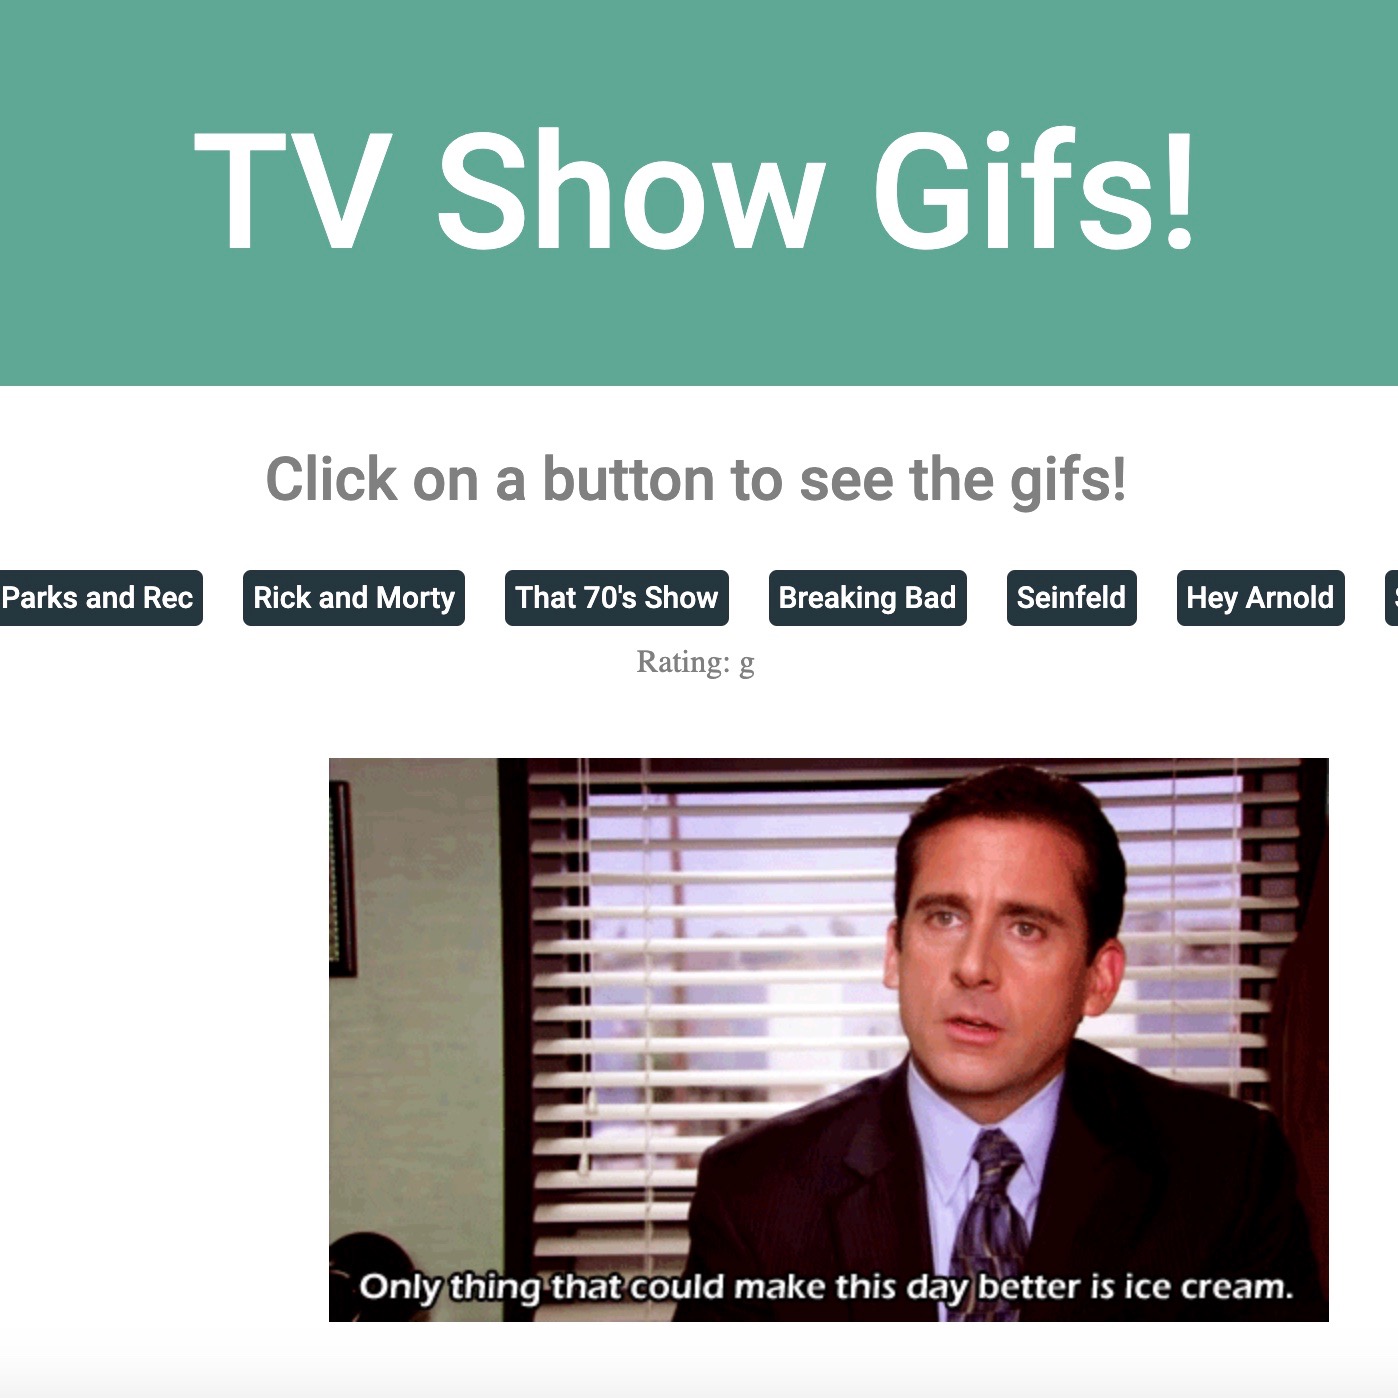 TV Show Gifs!
Click on a button to see the gifs!
Parks and Rec Rick and Morty That 70's Show Breaking Bad Seinfeld Hey Arnold
Rating: g
Only thing that could make this day better is ice cream.